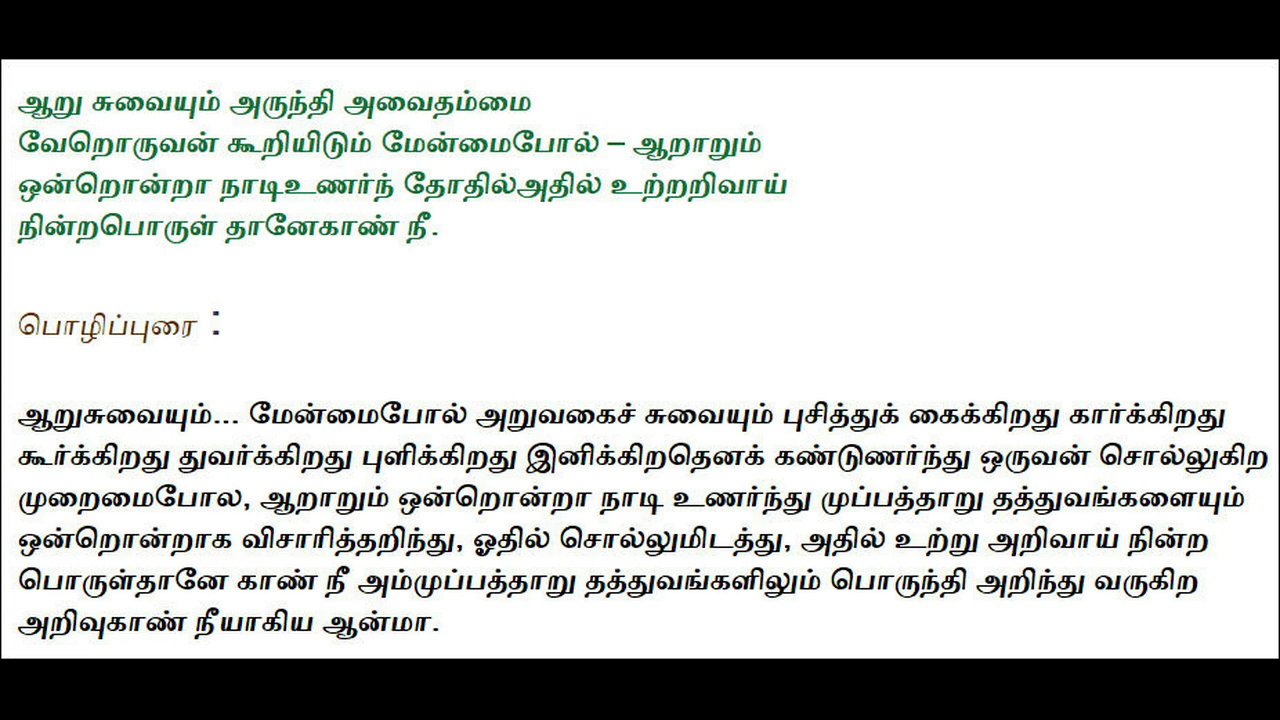 ஆறு சுவையும் அருந்தி அவைதம்மை
வேறொருவன் கூறியிடும் மேன்மைபோல் – ஆறாறும்
ஒன்றொன்றா நாடிஉணர்ந் தோதில்அதில் உற்றறிவாய்
நின்றபொருள் தானேகாண் நீ.
பொழிப்புரை :
ஆறுசுவையும்... மேன்மைபோல் அறுவகைச் சுவையும் புசித்துக் கைக்கிறது கார்க்கிறது
கூர்க்கிறது துவர்க்கிறது புளிக்கிறது இனிக்கிறதெனக் கண்டுணர்ந்து ஒருவன் சொல்லுகிற
முறைமைபோல, ஆறாறும் ஒன்றொன்றா நாடி உணர்ந்து முப்பத்தாறு தத்துவங்களையும்
ஒன்றொன்றாக விசாரித்தறிந்து, ஓதில் சொல்லுமிடத்து, அதில் உற்று அறிவாய் நின்ற
பொருள்தானே காண் நீ அம்முப்பத்தாறு தத்துவங்களிலும் பொருந்தி அறிந்து வருகிற
அறிவுகாண் நீயாகிய ஆன்மா.